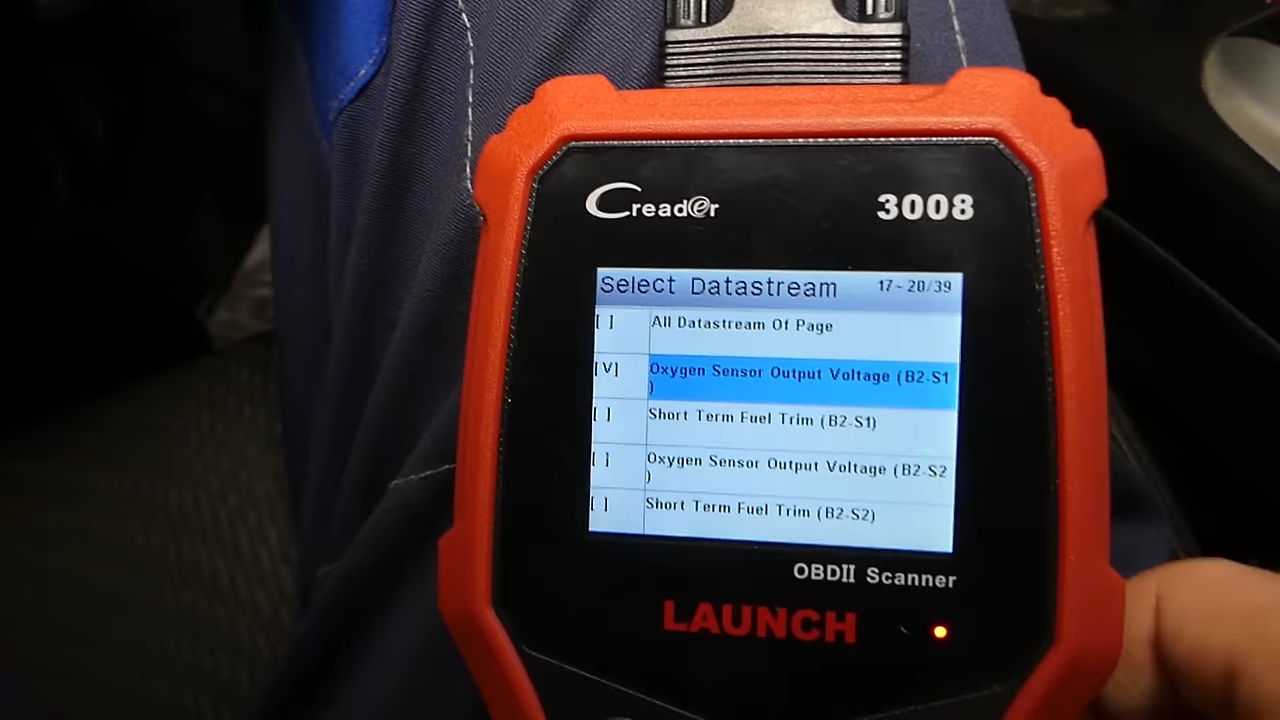 Creader 3008
Select Datastream 17~20/39
[ ] All Datastream Of Page
[V] Oxygen Sensor Output Voltage (B2-S1
)
[ ] Short Term Fuel Trim (B2-S1)
[ ] Oxygen Sensor Output Voltage (B2-S2
)
[ ] Short Term Fuel Trim (B2-S2)
OBDII Scanner
LAUNCH